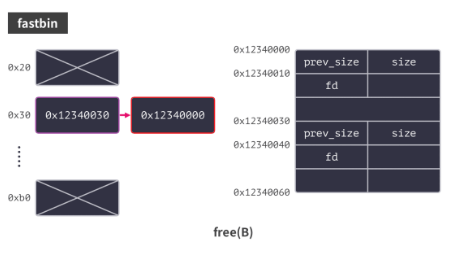 fastbin
0x20
0x30 0x12340030 0x12340000
0xb0
0x12340000
prev_size size
0x12340010
fd
0x12340030
prev_size size
0x12340040
fd
0x12340060
free(B)